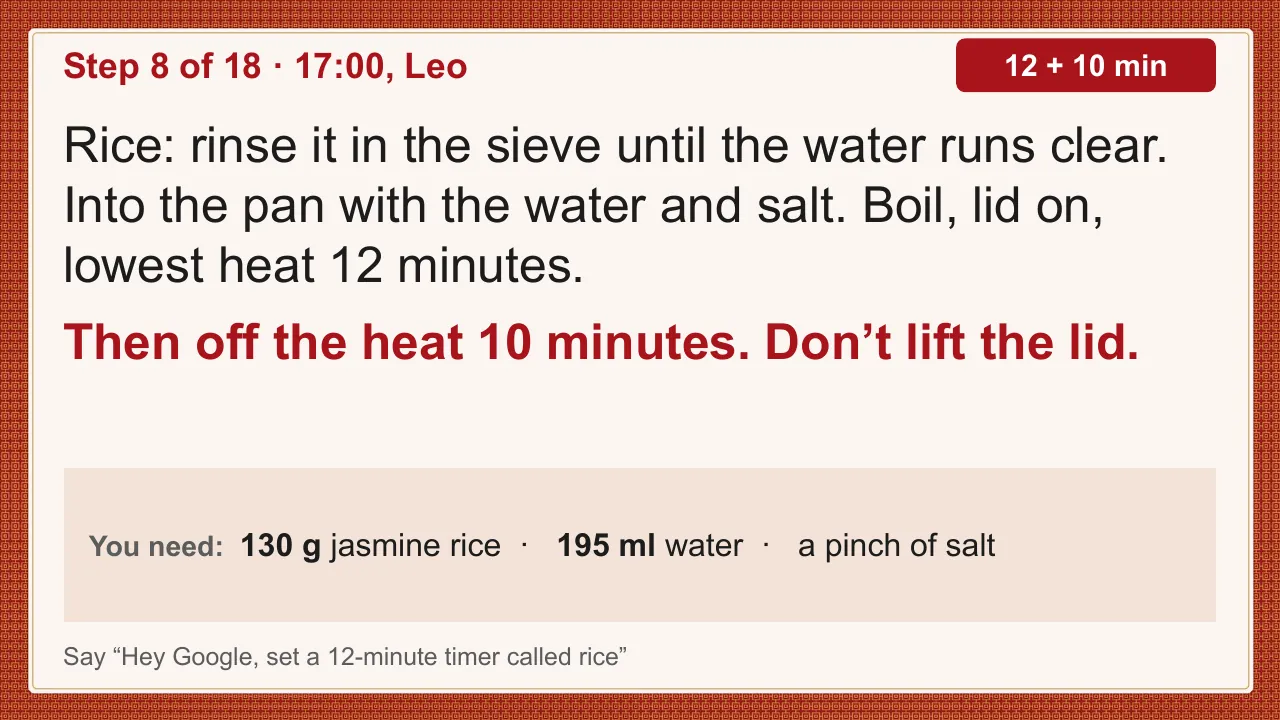 Step 8 of 18 · 17:00, Leo
12 + 10 min
Rice: rinse it in the sieve until the water runs clear.
Into the pan with the water and salt. Boil, lid on,
lowest heat 12 minutes.
Then off the heat 10 minutes. Don’t lift the lid.
You need: 130 g jasmine rice · 195 ml water · a pinch of salt
Say “Hey Google, set a 12-minute timer called rice”